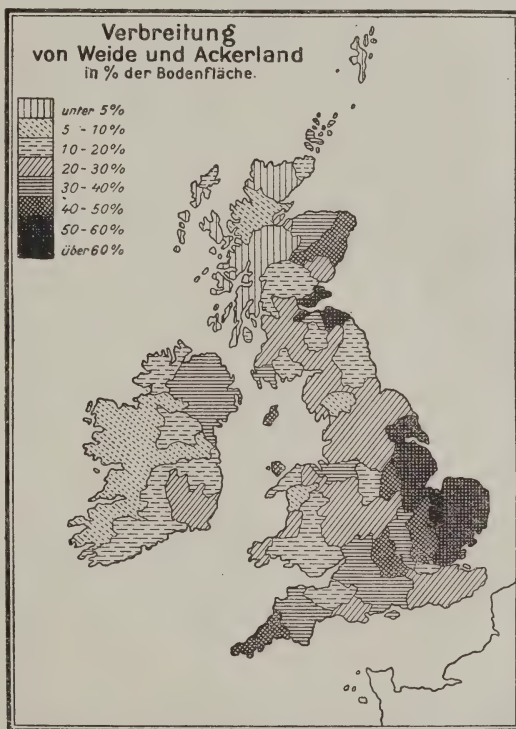 Verbreitung
von Weide und Ackerland
in % der Bodenfläche.
unter 5%
5 - 10%
10 - 20%
20 - 30%
30 - 40%
40 - 50%
50 - 60%
über 60%